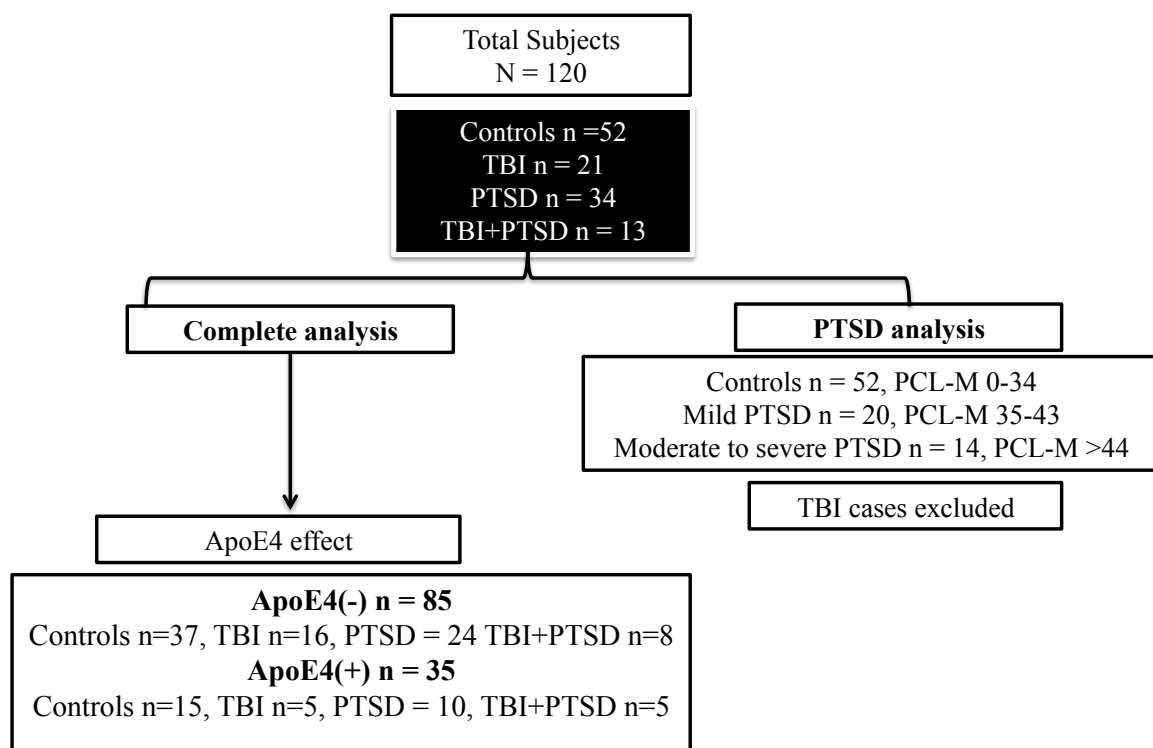 Total Subjects
N = 120
Controls n =52
TBI n = 21
PTSD n = 34
TBI+PTSD n = 13
Complete analysis
PTSD analysis
Controls n = 52, PCL-M 0-34
Mild PTSD n = 20, PCL-M 35-43
Moderate to severe PTSD n = 14, PCL-M >44
TBI cases excluded
ApoE4 effect
ApoE4(-) n = 85
Controls n=37, TBI n=16, PTSD = 24 TBI+PTSD n=8
ApoE4(+) n = 35
Controls n=15, TBI n=5, PTSD = 10, TBI+PTSD n=5